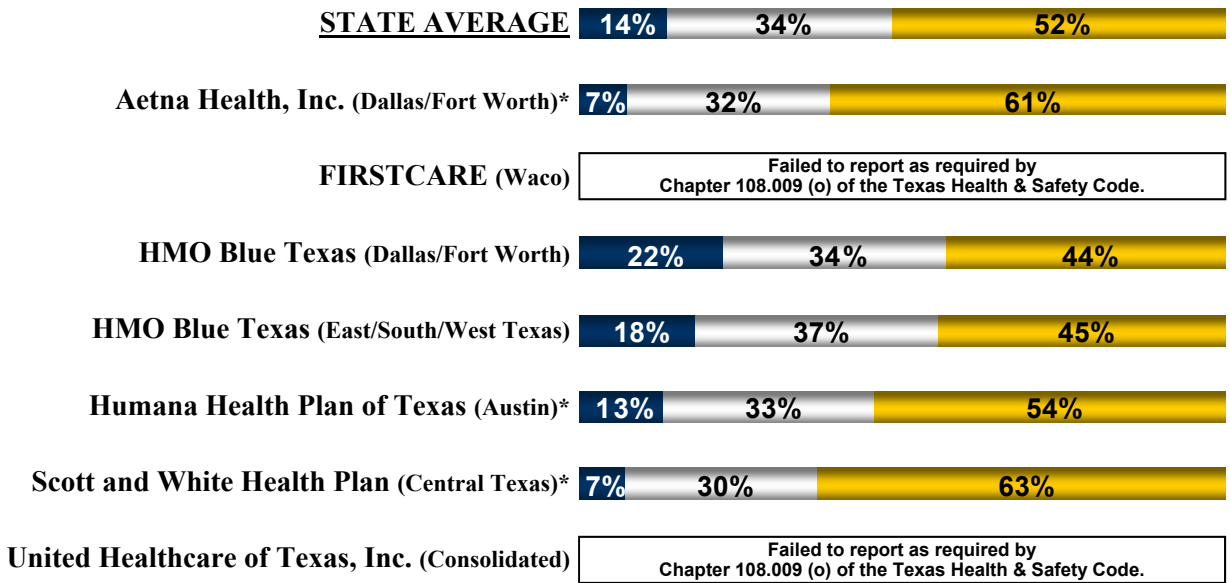 STATE AVERAGE 14% 34% 52%
Aetna Health, Inc. (Dallas/Fort Worth)* 7% 32% 61%
FIRSTCARE (Waco) Failed to report as required by
Chapter 108.009 (o) of the Texas Health & Safety Code.
HMO Blue Texas (Dallas/Fort Worth) 22% 34% 44%
HMO Blue Texas (East/South/West Texas) 18% 37% 45%
Humana Health Plan of Texas (Austin)* 13% 33% 54%
Scott and White Health Plan (Central Texas)* 7% 30% 63%
United Healthcare of Texas, Inc. (Consolidated) Failed to report as required by
Chapter 108.009 (o) of the Texas Health & Safety Code.